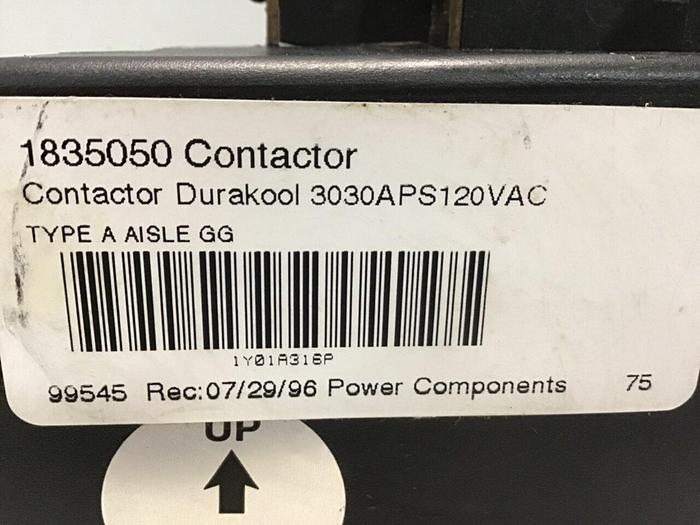 1835050 Contactor
Contactor Durakool 3030APS120VAC
TYPE A AISLE GG
1Y01A316P
99545 Rec:07/29/96 Power Components 75
UP